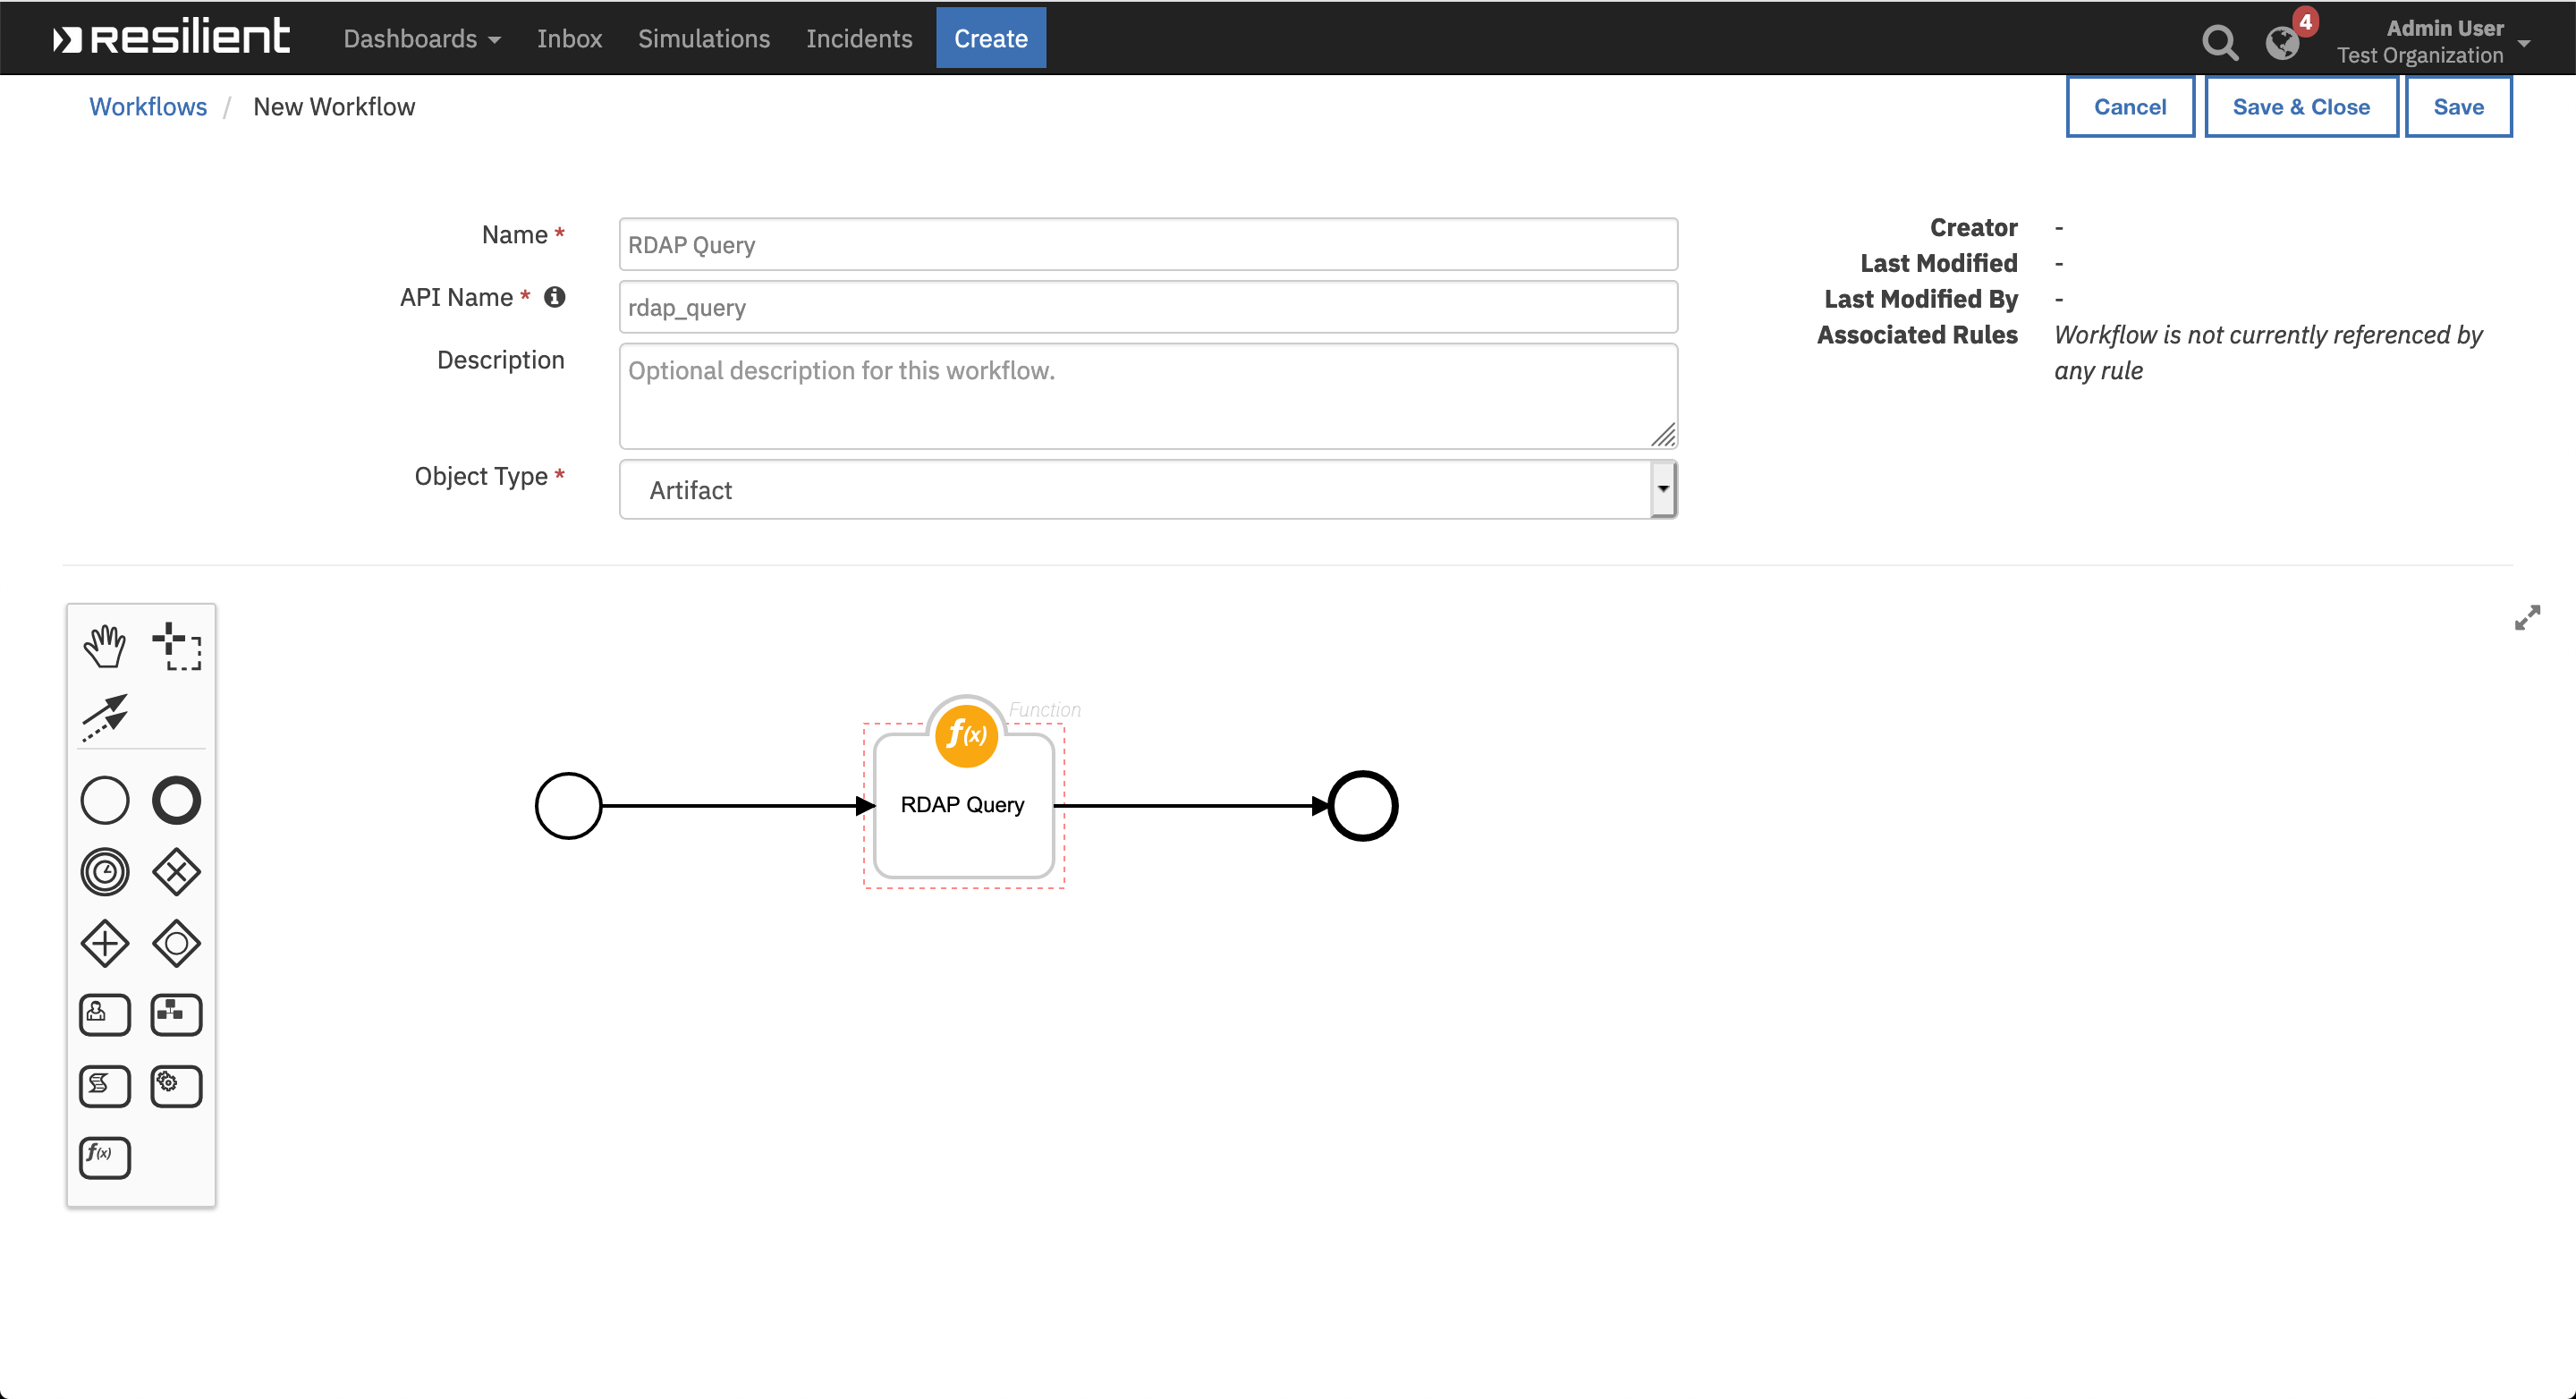 resilient Dashboards Inbox Simulations Incidents Create 4 Admin User
Test Organization
Workflows / New Workflow Cancel Save & Close Save
Name * RDAP Query
API Name * rdap_query
Description Optional description for this workflow.
Object Type * Artifact
Creator -
Last Modified -
Last Modified By -
Associated Rules Workflow is not currently referenced by
any rule
Function
f(x)
RDAP Query
f(x)